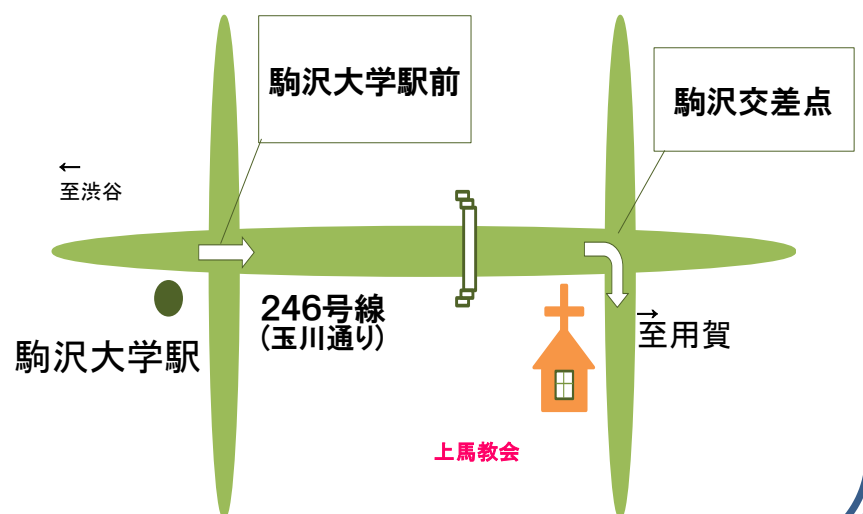 駒沢大学駅前
駒沢交差点
←
至渋谷
246号線
(玉川通り)
→
至用賀
駒沢大学駅
上馬教会